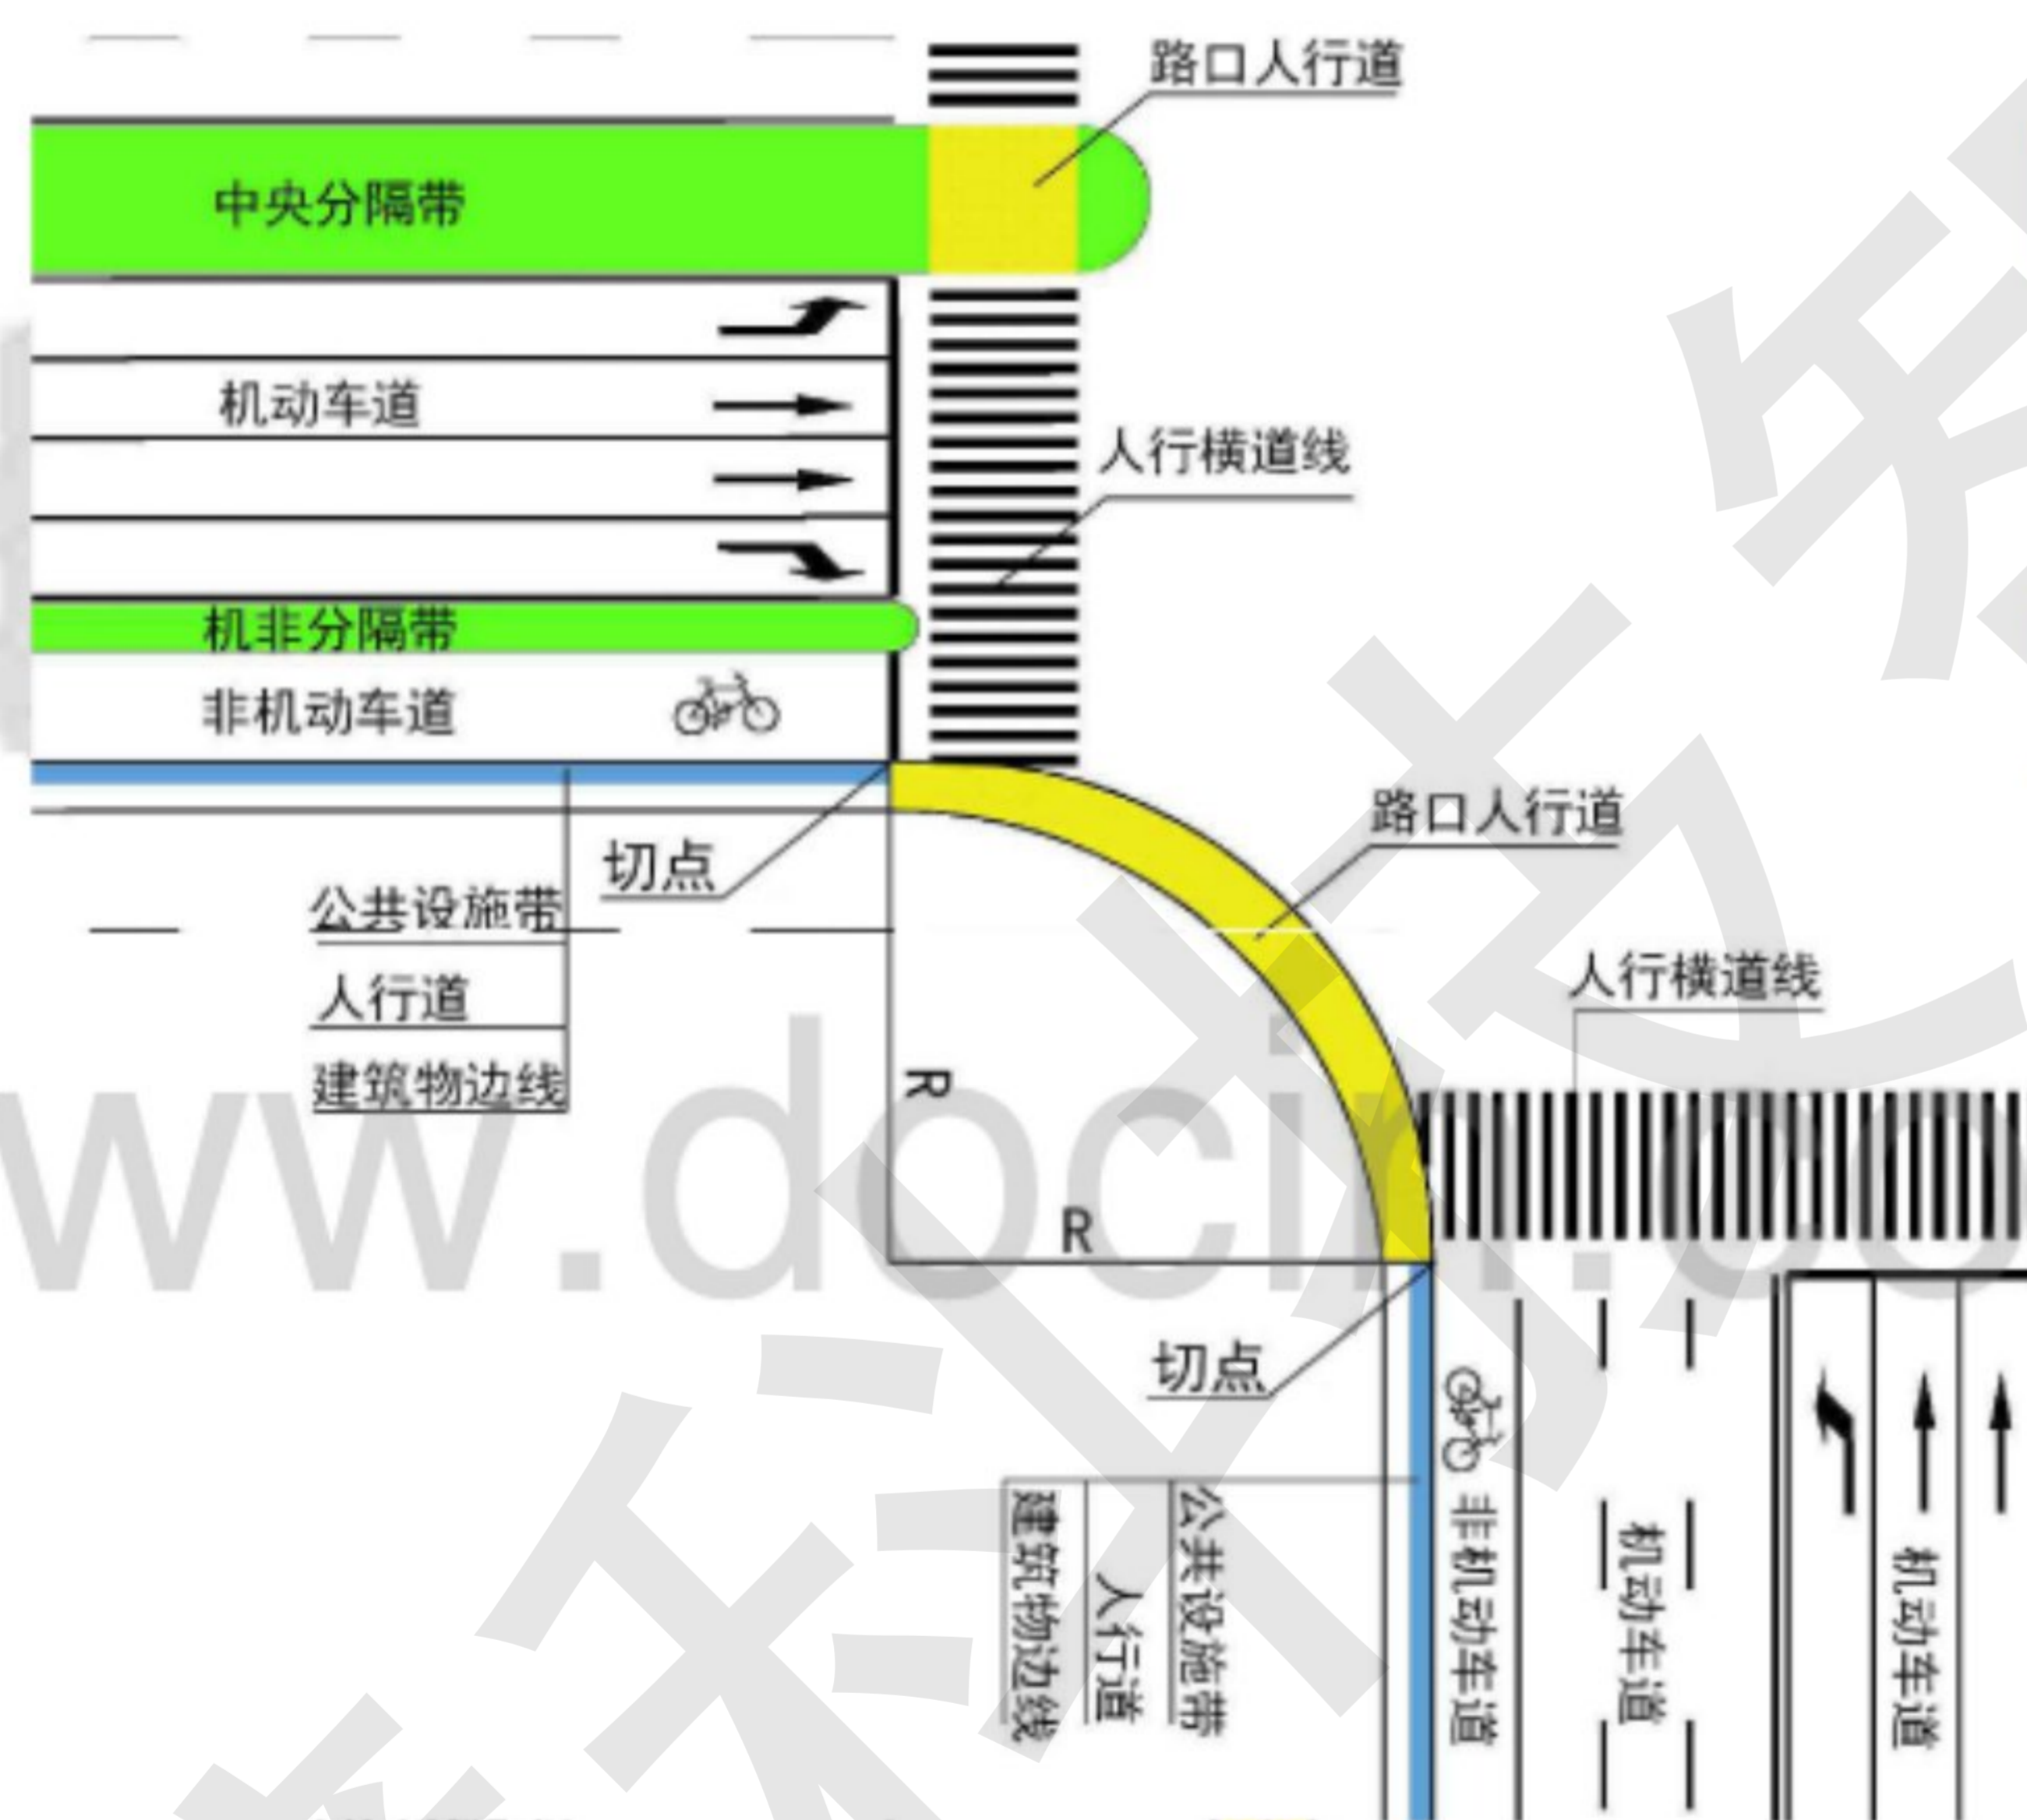 路口人行道
中央分隔带
机动车道
人行横道线
机非分隔带
非机动车道
路口人行道
切点
公共设施带
人行横道线
人行道
建筑物边线
R
www.docin.co
R
切点
公共设施带
人行道
建筑物边线
非机动车道
机动车道
机动车道